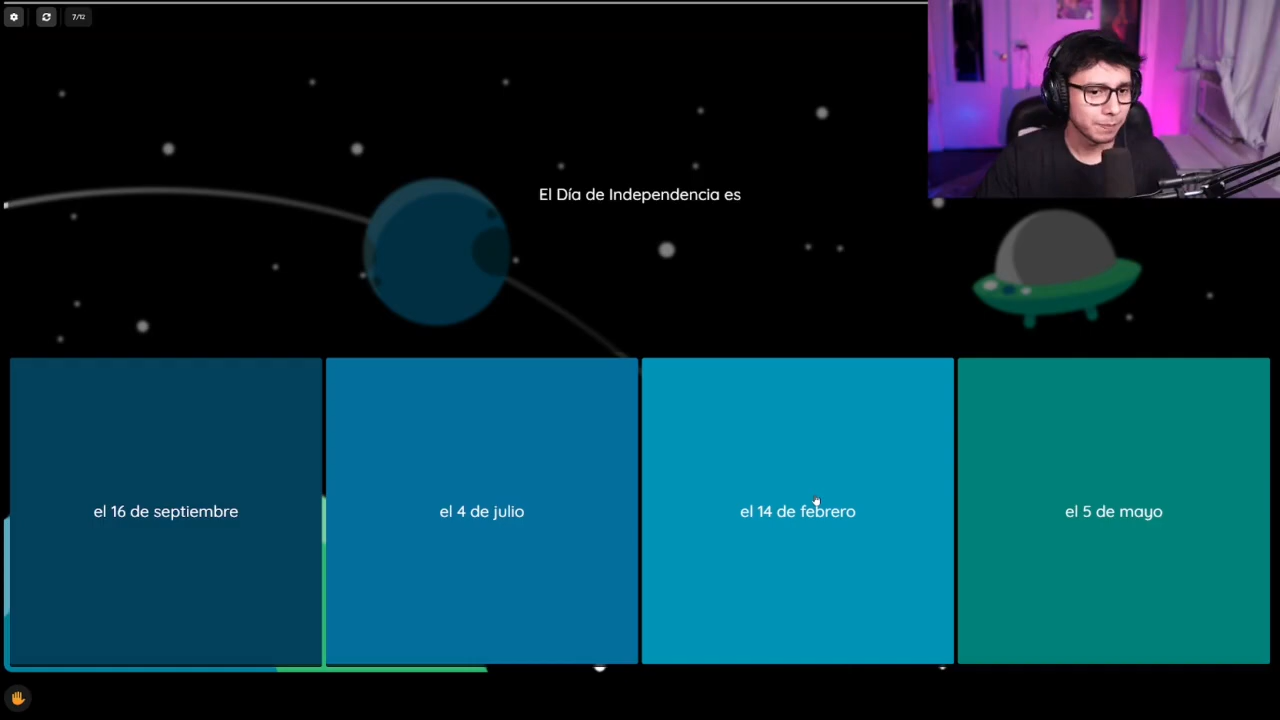 7/12
El Día de Independencia es
el 16 de septiembre
el 4 de julio
el 14 de febrero
el 5 de mayo